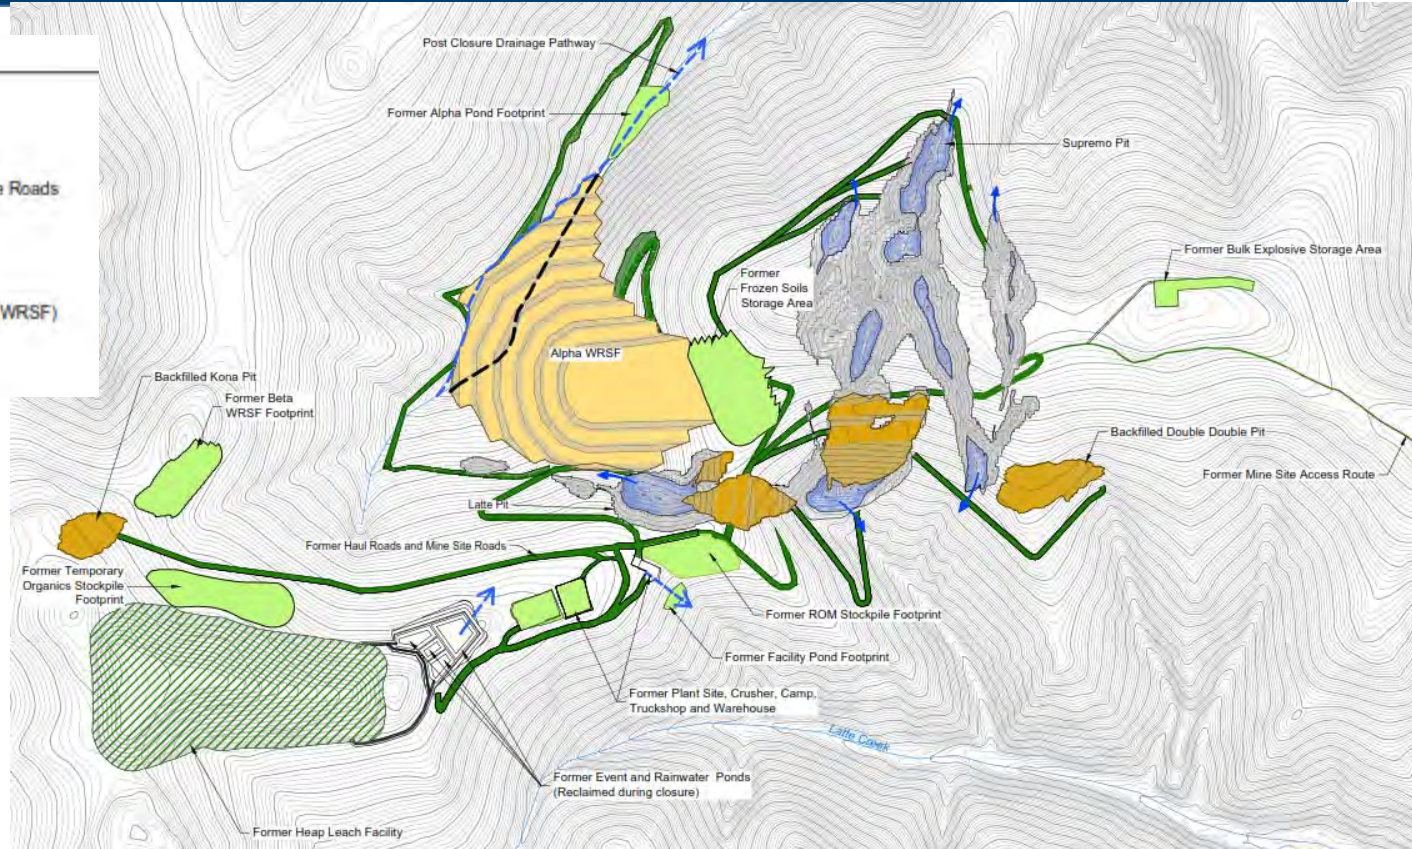 Post Closure Drainage Pathway
Former Alpha Pond Footprint
Supremo Pit
e Roads
WRSF)
Former Bulk Explosive Storage Area
Former
Frozen Soils
Storage Area
Alpha WRSF
Backfilled Kona Pit
Former Beta
WRSF Footprint
Backfilled Double Double Pit
Former Mine Site Access Route
Latte Pit
Former Haul Roads and Mine Site Roads
Former Temporary
Organics Stockpile
Footprint
Former ROM Stockpile Footprint
Former Facility Pond Footprint
Former Plant Site, Crusher, Camp,
Truckshop and Warehouse
Latte Creek
Former Event and Rainwater Ponds
(Reclaimed during closure)
Former Heap Leach Facility